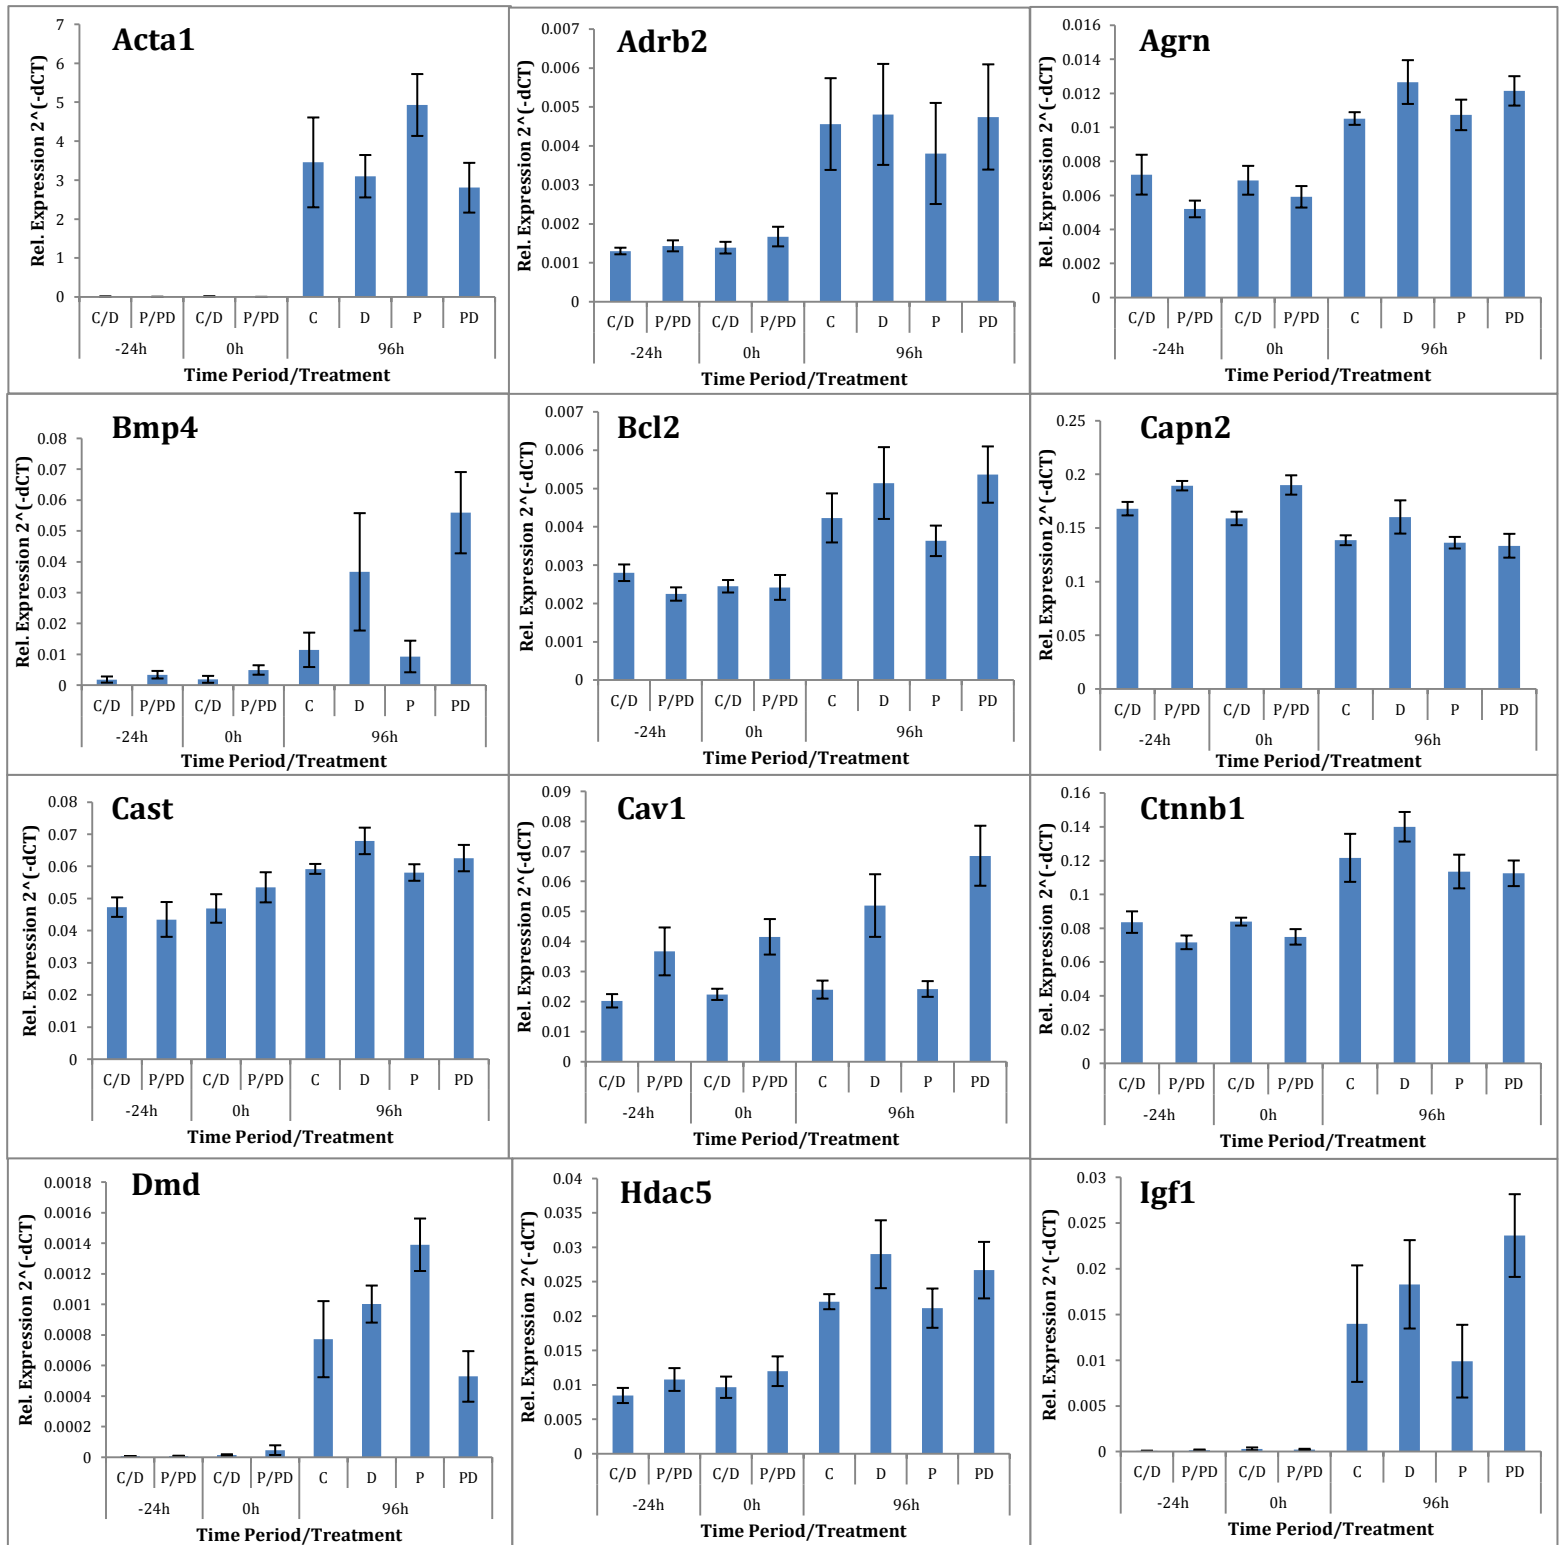 Acta1
Rel. Expression 2^(-dCT)
7
6
5
4
3
2
1
0
C/D P/PD C/D P/PD C D P PD
-24h 0h 96h
Time Period/Treatment
Adrb2
Rel. Expression 2^(-dCT)
0.007
0.006
0.005
0.004
0.003
0.002
0.001
0
C/D P/PD C/D P/PD C D P PD
-24h 0h 96h
Time Period/Treatment
Agrn
Rel. Expression 2^(-dCT)
0.016
0.014
0.012
0.01
0.008
0.006
0.004
0.002
0
C/D P/PD C/D P/PD C D P PD
-24h 0h 96h
Time Period/Treatment
Bmp4
Rel. Expression 2^(-dCT)
0.08
0.07
0.06
0.05
0.04
0.03
0.02
0.01
0
C/D P/PD C/D P/PD C D P PD
-24h 0h 96h
Time Period/Treatment
Bcl2
Rel. Expression 2^(-dCT)
0.007
0.006
0.005
0.004
0.003
0.002
0.001
0
C/D P/PD C/D P/PD C D P PD
-24h 0h 96h
Time Period/Treatment
Capn2
Rel. Expression 2^(-dCT)
0.25
0.2
0.15
0.1
0.05
0
C/D P/PD C/D P/PD C D P PD
-24h 0h 96h
Time Period/Treatment
Cast
Rel. Expression 2^(-dCT)
0.08
0.07
0.06
0.05
0.04
0.03
0.02
0.01
0
C/D P/PD C/D P/PD C D P PD
-24h 0h 96h
Time Period/Treatment
Cav1
Rel. Expression 2^(-dCT)
0.09
0.08
0.07
0.06
0.05
0.04
0.03
0.02
0.01
0
C/D P/PD C/D P/PD C D P PD
-24h 0h 96h
Time Period/Treatment
Ctnnb1
Rel. Expression 2^(-dCT)
0.16
0.14
0.12
0.1
0.08
0.06
0.04
0.02
0
C/D P/PD C/D P/PD C D P PD
-24h 0h 96h
Time Period/Treatment
Dmd
Rel. Expression 2^(-dCT)
0.0018
0.0016
0.0014
0.0012
0.001
0.0008
0.0006
0.0004
0.0002
0
C/D P/PD C/D P/PD C D P PD
-24h 0h 96h
Time Period/Treatment
Hdac5
Rel. Expression 2^(-dCT)
0.04
0.035
0.03
0.025
0.02
0.015
0.01
0.005
0
C/D P/PD C/D P/PD C D P PD
-24h 0h 96h
Time Period/Treatment
Igf1
Rel. Expression 2^(-dCT)
0.03
0.025
0.02
0.015
0.01
0.005
0
C/D P/PD C/D P/PD C D P PD
-24h 0h 96h
Time Period/Treatment